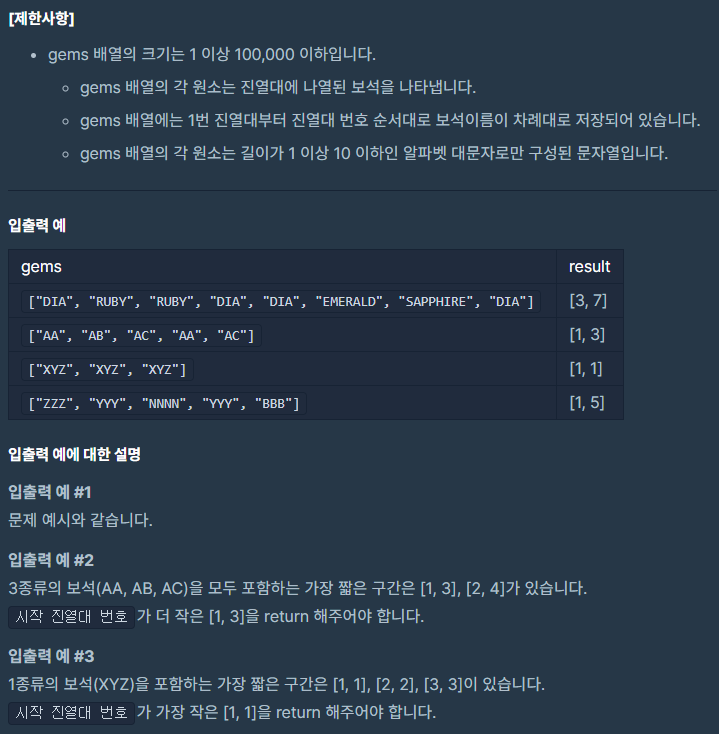 [제한사항]
• gems 배열의 크기는 1 이상 100,000 이하입니다.
◦ gems 배열의 각 원소는 진열대에 나열된 보석을 나타냅니다.
◦ gems 배열에는 1번 진열대부터 진열대 번호 순서대로 보석이름이 차례대로 저장되어 있습니다.
◦ gems 배열의 각 원소는 길이가 1 이상 10 이하인 알파벳 대문자로만 구성된 문자열입니다.
입출력 예
gems result
["DIA", "RUBY", "RUBY", "DIA", "DIA", "EMERALD", "SAPPHIRE", "DIA"] [3, 7]
["AA", "AB", "AC", "AA", "AC"] [1, 3]
["XYZ", "XYZ", "XYZ"] [1, 1]
["ZZZ", "YYY", "NNNN", "YYY", "BBB"] [1, 5]
입출력 예에 대한 설명
입출력 예 #1
문제 예시와 같습니다.
입출력 예 #2
3종류의 보석(AA, AB, AC)을 모두 포함하는 가장 짧은 구간은 [1, 3], [2, 4]가 있습니다.
시작 진열대 번호가 더 작은 [1, 3]을 return 해주어야 합니다.
입출력 예 #3
1종류의 보석(XYZ)을 포함하는 가장 짧은 구간은 [1, 1], [2, 2], [3, 3]이 있습니다.
시작 진열대 번호가 가장 작은 [1, 1]을 return 해주어야 합니다.